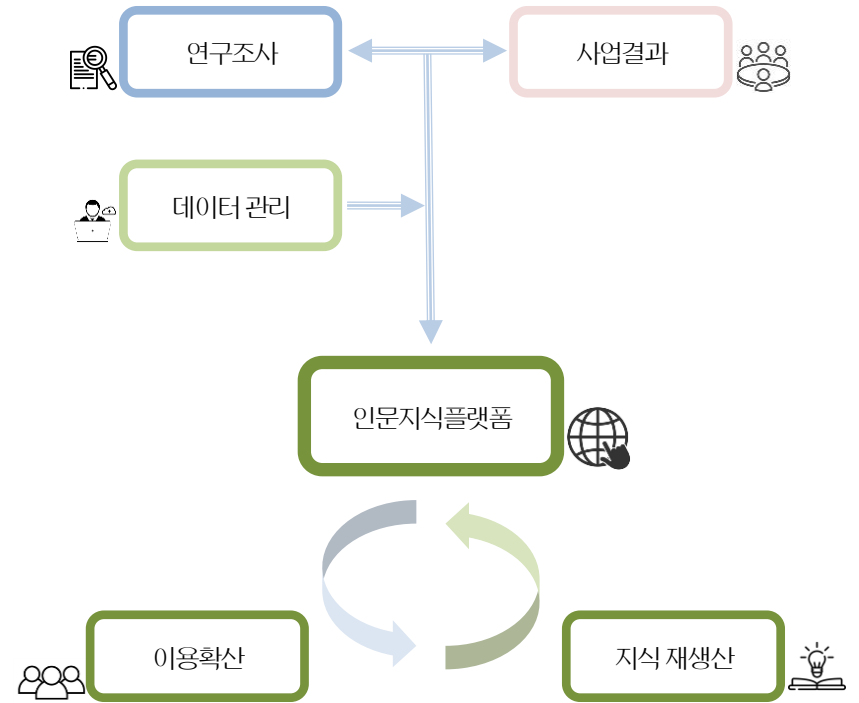 연구조사
사업결과
데이터 관리
인문지식플랫폼
이용확산
지식 재생산